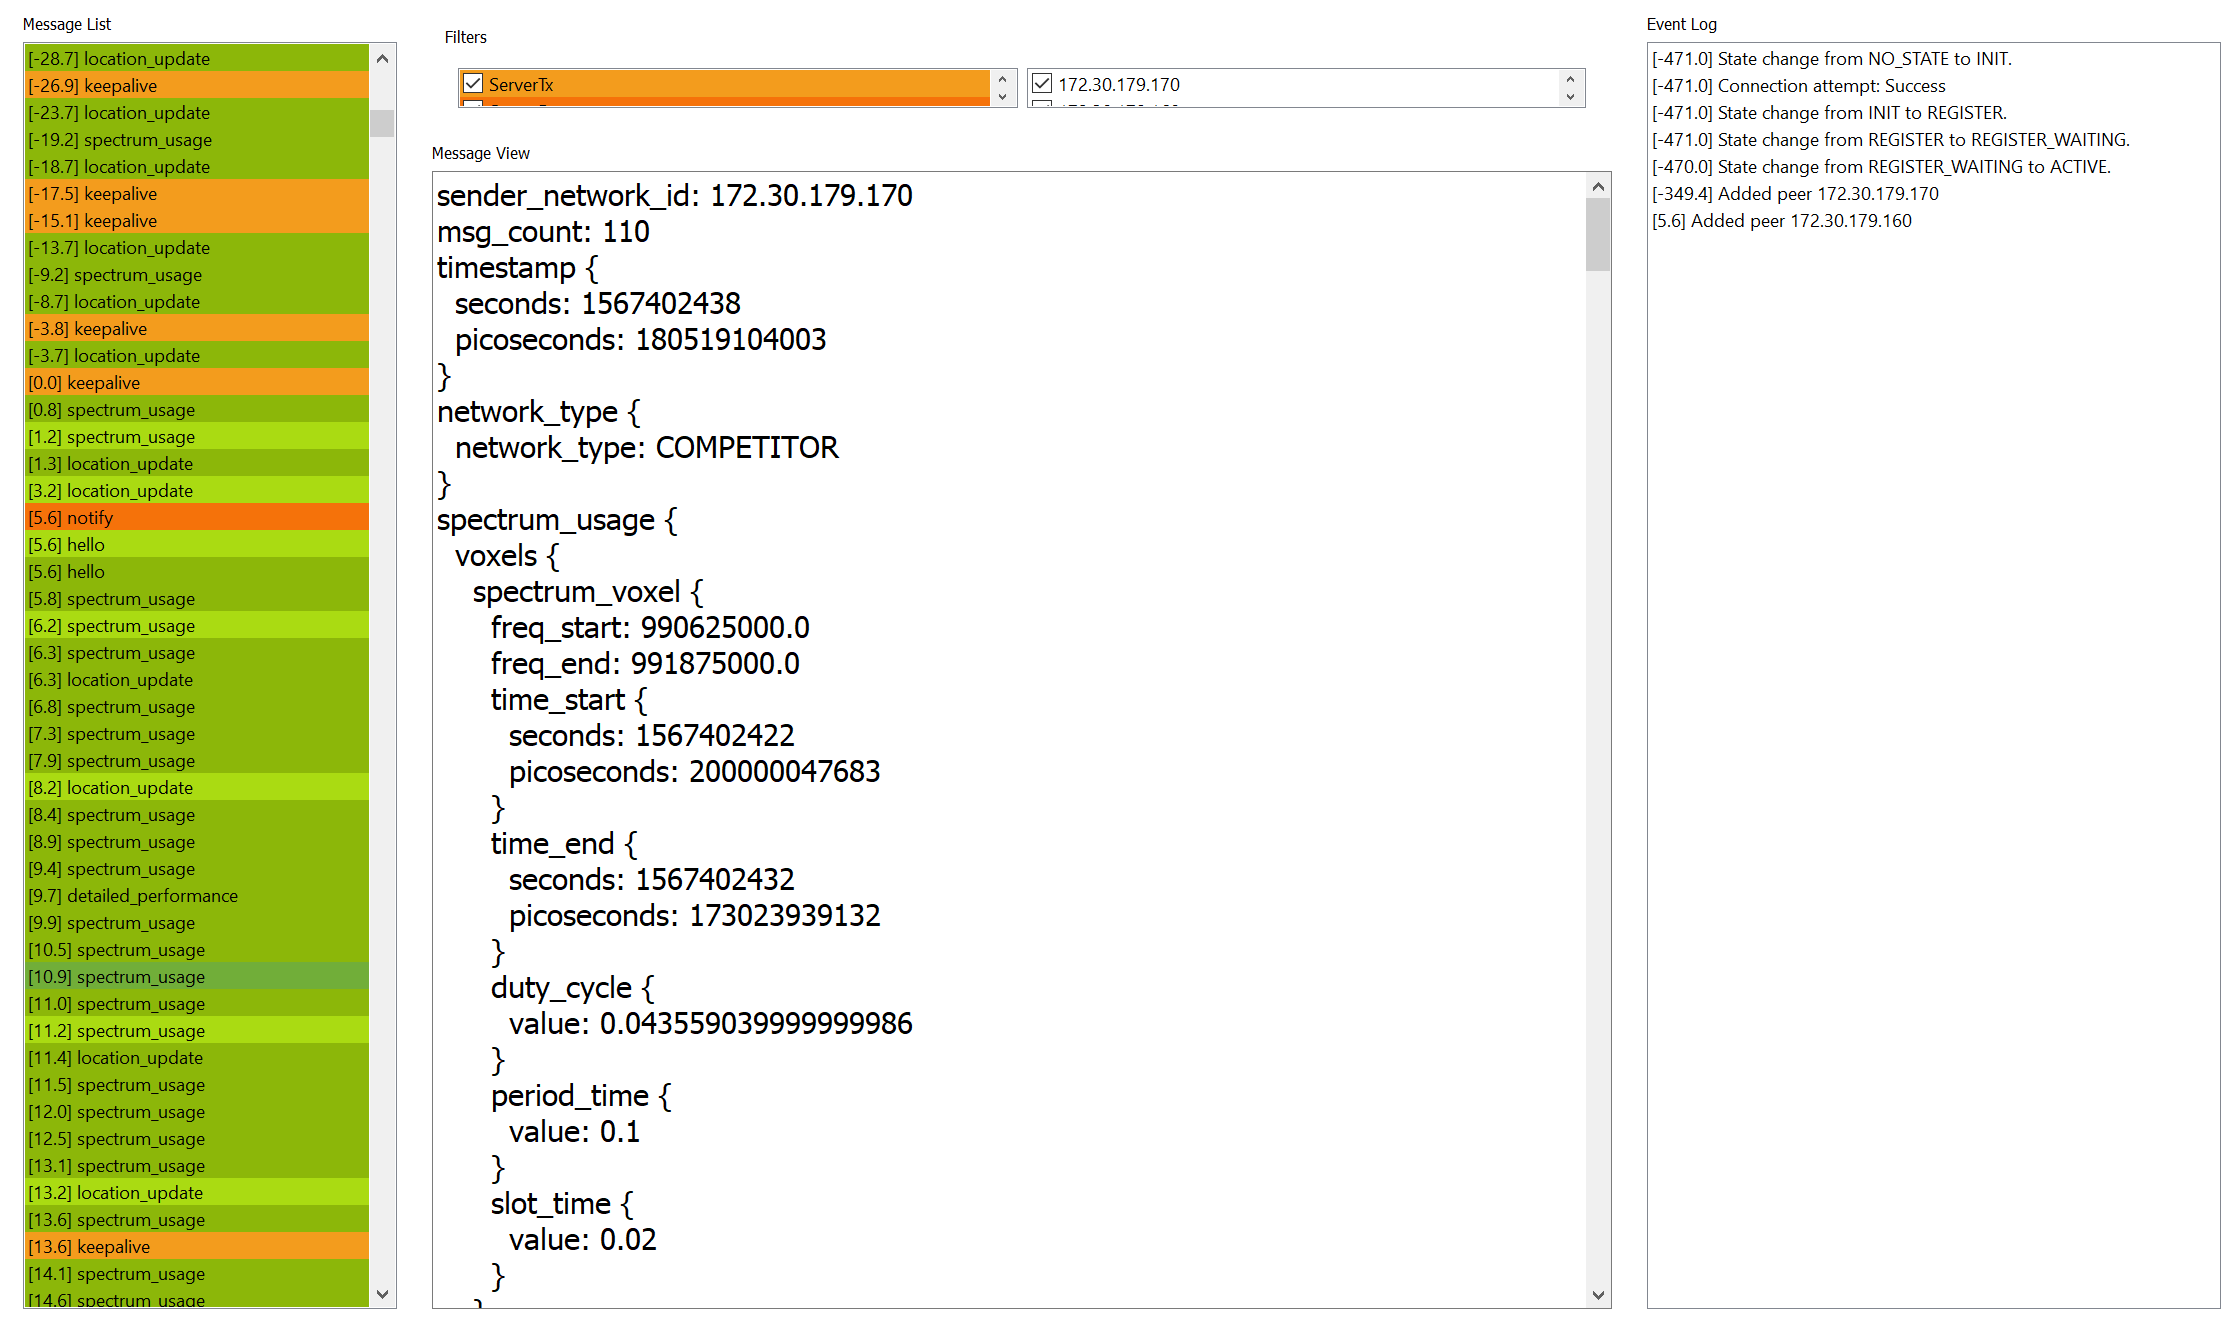 Message List
[-28.7] location_update
[-26.9] keepalive
[-23.7] location_update
[-19.2] spectrum_usage
[-18.7] location_update
[-17.5] keepalive
[-15.1] keepalive
[-13.7] location_update
[-9.2] spectrum_usage
[-8.7] location_update
[-3.8] keepalive
[-3.7] location_update
[0.0] keepalive
[0.8] spectrum_usage
[1.2] spectrum_usage
[1.3] location_update
[3.2] location_update
[5.6] notify
[5.6] hello
[5.6] hello
[5.8] spectrum_usage
[6.2] spectrum_usage
[6.3] spectrum_usage
[6.3] location_update
[6.8] spectrum_usage
[7.3] spectrum_usage
[7.9] spectrum_usage
[8.2] location_update
[8.4] spectrum_usage
[8.9] spectrum_usage
[9.4] spectrum_usage
[9.7] detailed_performance
[9.9] spectrum_usage
[10.5] spectrum_usage
[10.9] spectrum_usage
[11.0] spectrum_usage
[11.2] spectrum_usage
[11.4] location_update
[11.5] spectrum_usage
[12.0] spectrum_usage
[12.5] spectrum_usage
[13.1] spectrum_usage
[13.2] location_update
[13.6] spectrum_usage
[13.6] keepalive
[14.1] spectrum_usage
[14.6] spectrum_usage
Filters
ServerTx
172.30.179.170
Message View
sender_network_id: 172.30.179.170
msg_count: 110
timestamp {
seconds: 1567402438
picoseconds: 180519104003
}
network_type {
network_type: COMPETITOR
}
spectrum_usage {
voxels {
spectrum_voxel {
freq_start: 990625000.0
freq_end: 991875000.0
time_start {
seconds: 1567402422
picoseconds: 200000047683
}
time_end {
seconds: 1567402432
picoseconds: 173023939132
}
duty_cycle {
value: 0.043559039999999986
}
period_time {
value: 0.1
}
slot_time {
value: 0.02
}
}
Event Log
[-471.0] State change from NO_STATE to INIT.
[-471.0] Connection attempt: Success
[-471.0] State change from INIT to REGISTER.
[-471.0] State change from REGISTER to REGISTER_WAITING.
[-470.0] State change from REGISTER_WAITING to ACTIVE.
[-349.4] Added peer 172.30.179.170
[5.6] Added peer 172.30.179.160